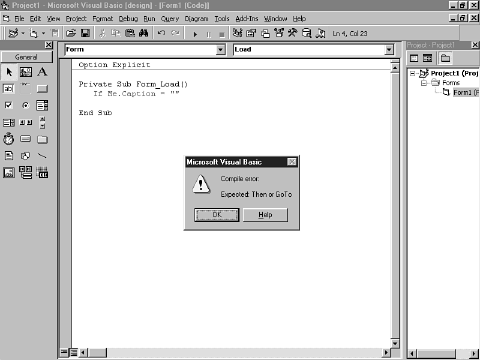 Project1 - Microsoft Visual Basic [design] - [Form1 (Code)]
File Edit View Project Format Debug Run Query Diagram Tools Add-Ins Window Help
Ln 4, Col 23
General
Form
Load
Project - Project1
Option Explicit
Private Sub Form_Load()
If Me.Caption = ""
End Sub
Project1 (Proj
Forms
Form1 (F
Microsoft Visual Basic
Compile error:
Expected: Then or GoTo
OK
Help